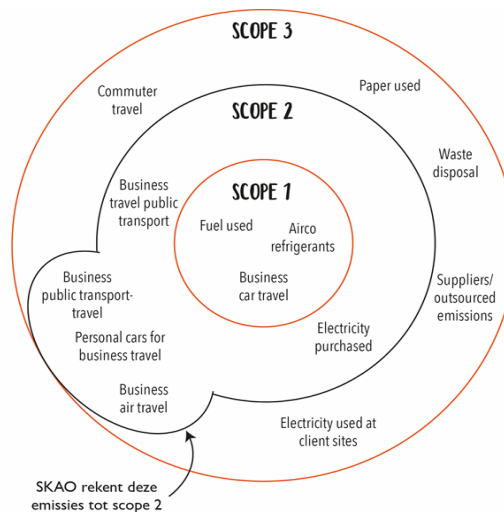 SCOPE 3
Commuter
travel
Paper used
SCOPE 2
Waste
disposal
Business
travel public
transport
SCOPE 1
Fuel used
Airco
refrigerants
Business
car travel
Business
public transport-
travel
Suppliers/
outsourced
emissions
Personal cars for
business travel
Electricity
purchased
Business
air travel
Electricity used at
client sites
SKAO rekent deze
emissies tot scope 2